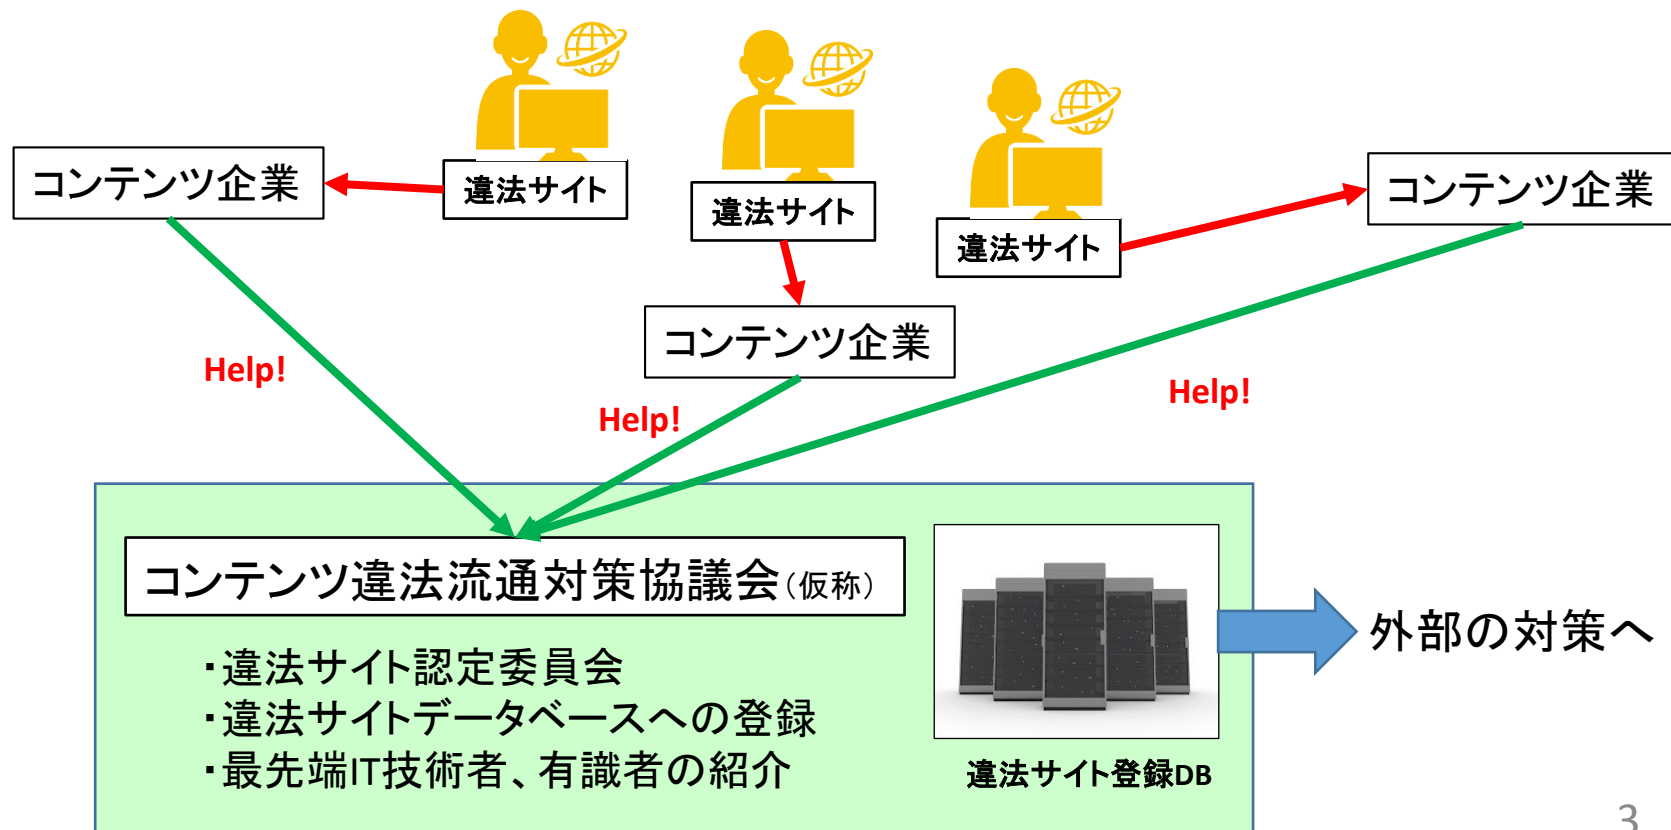 コンテンツ企業
違法サイト
違法サイト
違法サイト
コンテンツ企業
コンテンツ企業
Help!
Help!
Help!
コンテンツ違法流通対策協議会(仮称)
・違法サイト認定委員会
・違法サイトデータベースへの登録
・最先端IT技術者、有識者の紹介
違法サイト登録DB
外部の対策へ
3